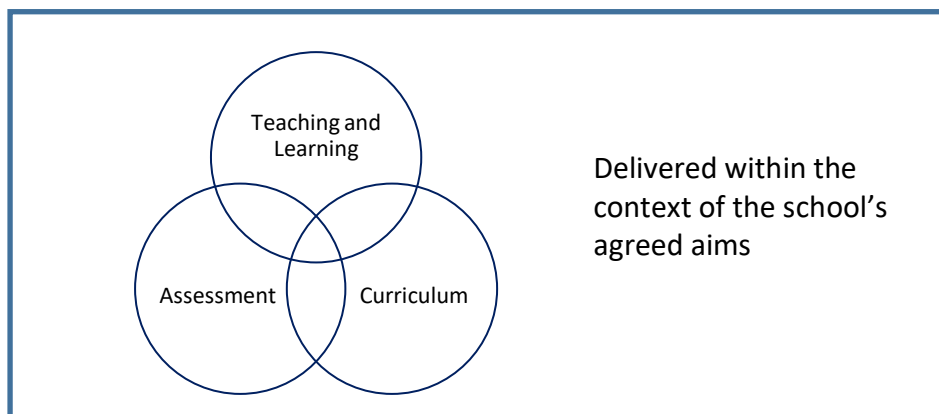 Teaching and
Learning
Assessment
Curriculum
Delivered within the
context of the school’s
agreed aims